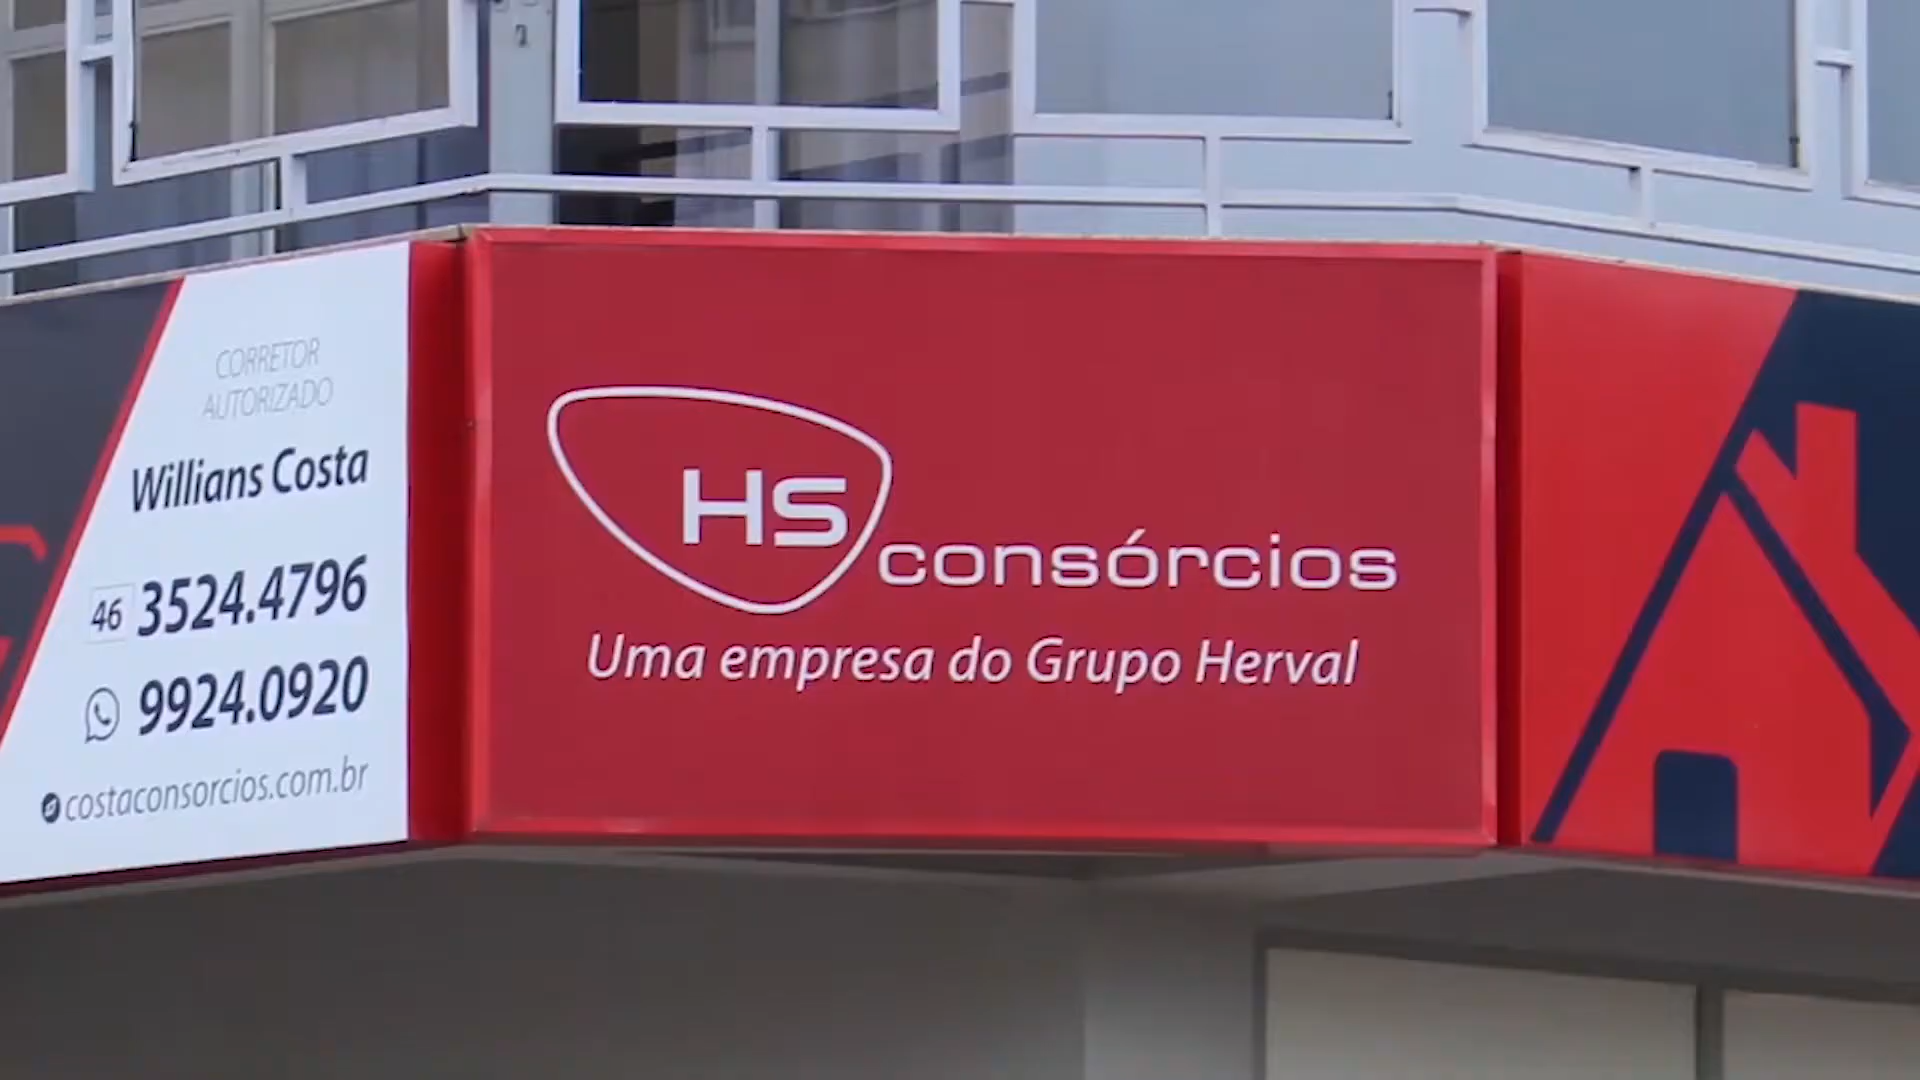 CORRETOR
AUTORIZADO
Willians Costa
46 3524.4796
9924.0920
costaconsorcios.com.br
HS
consórcios
Uma empresa do Grupo Herval